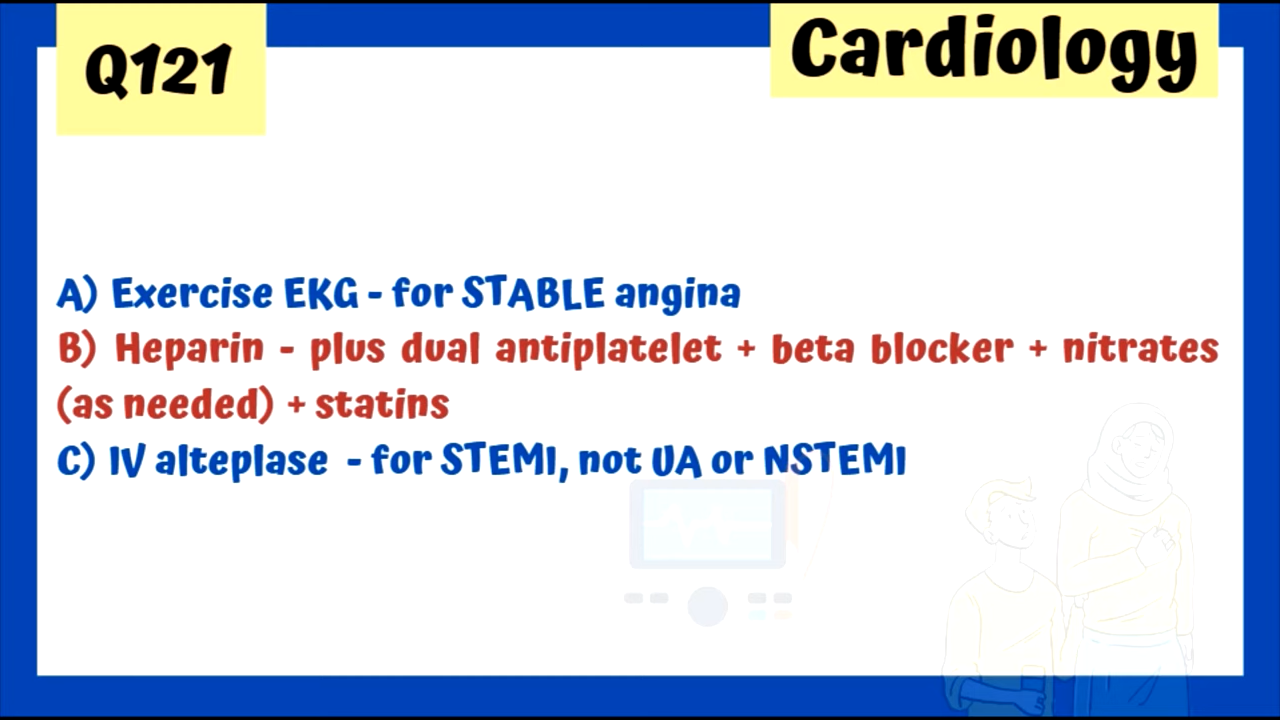 Q121
Cardiology
A) Exercise EKG - for STABLE angina
B) Heparin - plus dual antiplatelet + beta blocker + nitrates
(as needed) + statins
C) IV alteplase - for STEMI, not UA or NSTEMI